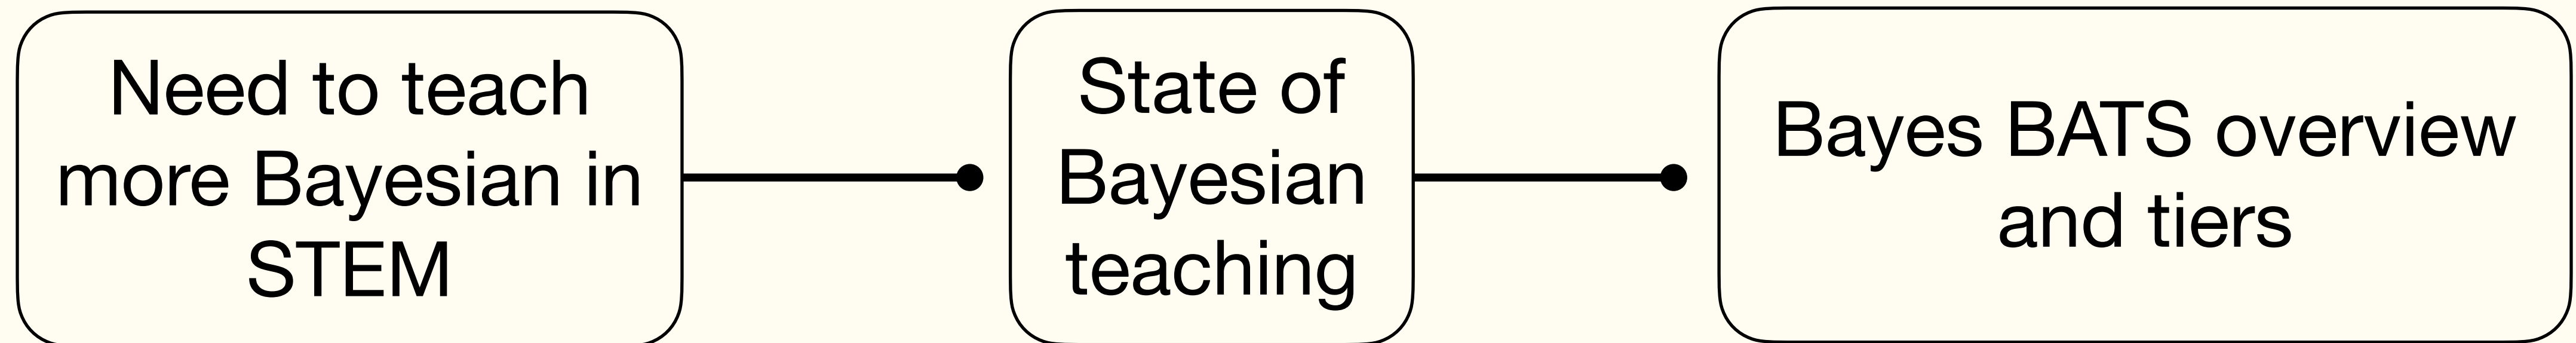 Need to teach
more Bayesian in
STEM
State of
Bayesian
teaching
Bayes BATS overview
and tiers